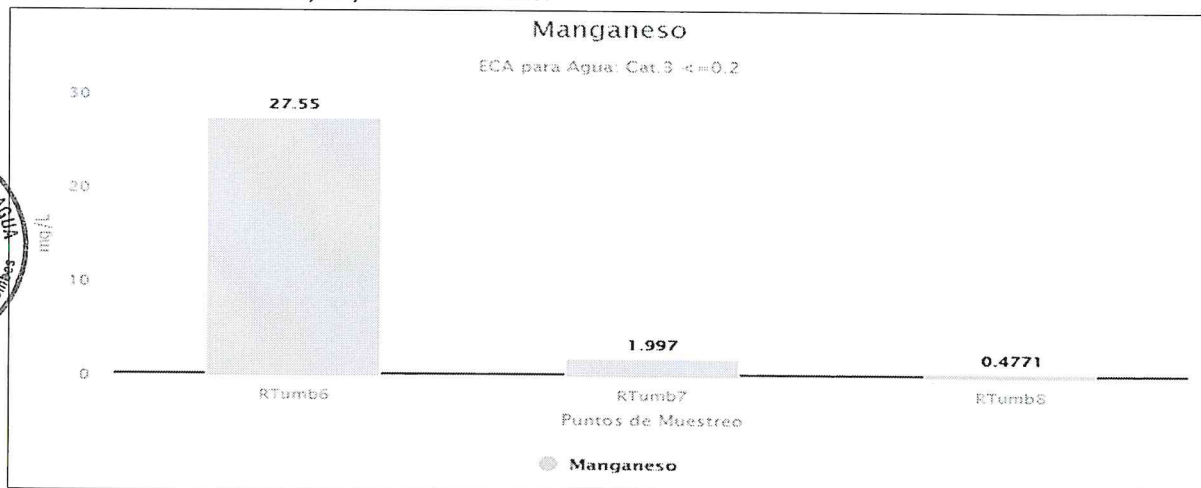 Manganeso
ECA para Agua: Cat.3 <=0.2
30
27.55
20
AGUA
mg/L
10
1.997
0.4771
0
RTumb6
RTumb7
RTumb8
Puntos de Muestreo
Manganeso